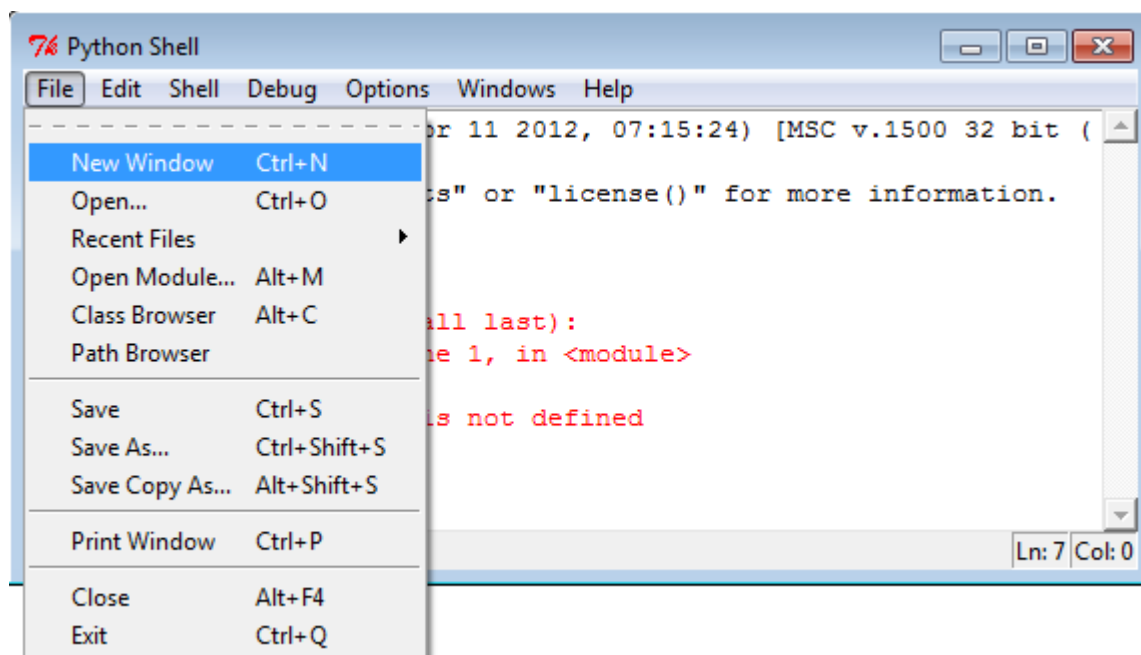 Python Shell
File Edit Shell Debug Options Windows Help
r 11 2012, 07:15:24) [MSC v.1500 32 bit (
New Window Ctrl+N
Open... Ctrl+O
s" or "license()" for more information.
Recent Files
Open Module... Alt+M
Class Browser Alt+C
all last):
Path Browser
e 1, in <module>
Save Ctrl+S
is not defined
Save As... Ctrl+Shift+S
Save Copy As... Alt+Shift+S
Print Window Ctrl+P
Ln: 7 Col: 0
Close Alt+F4
Exit Ctrl+Q